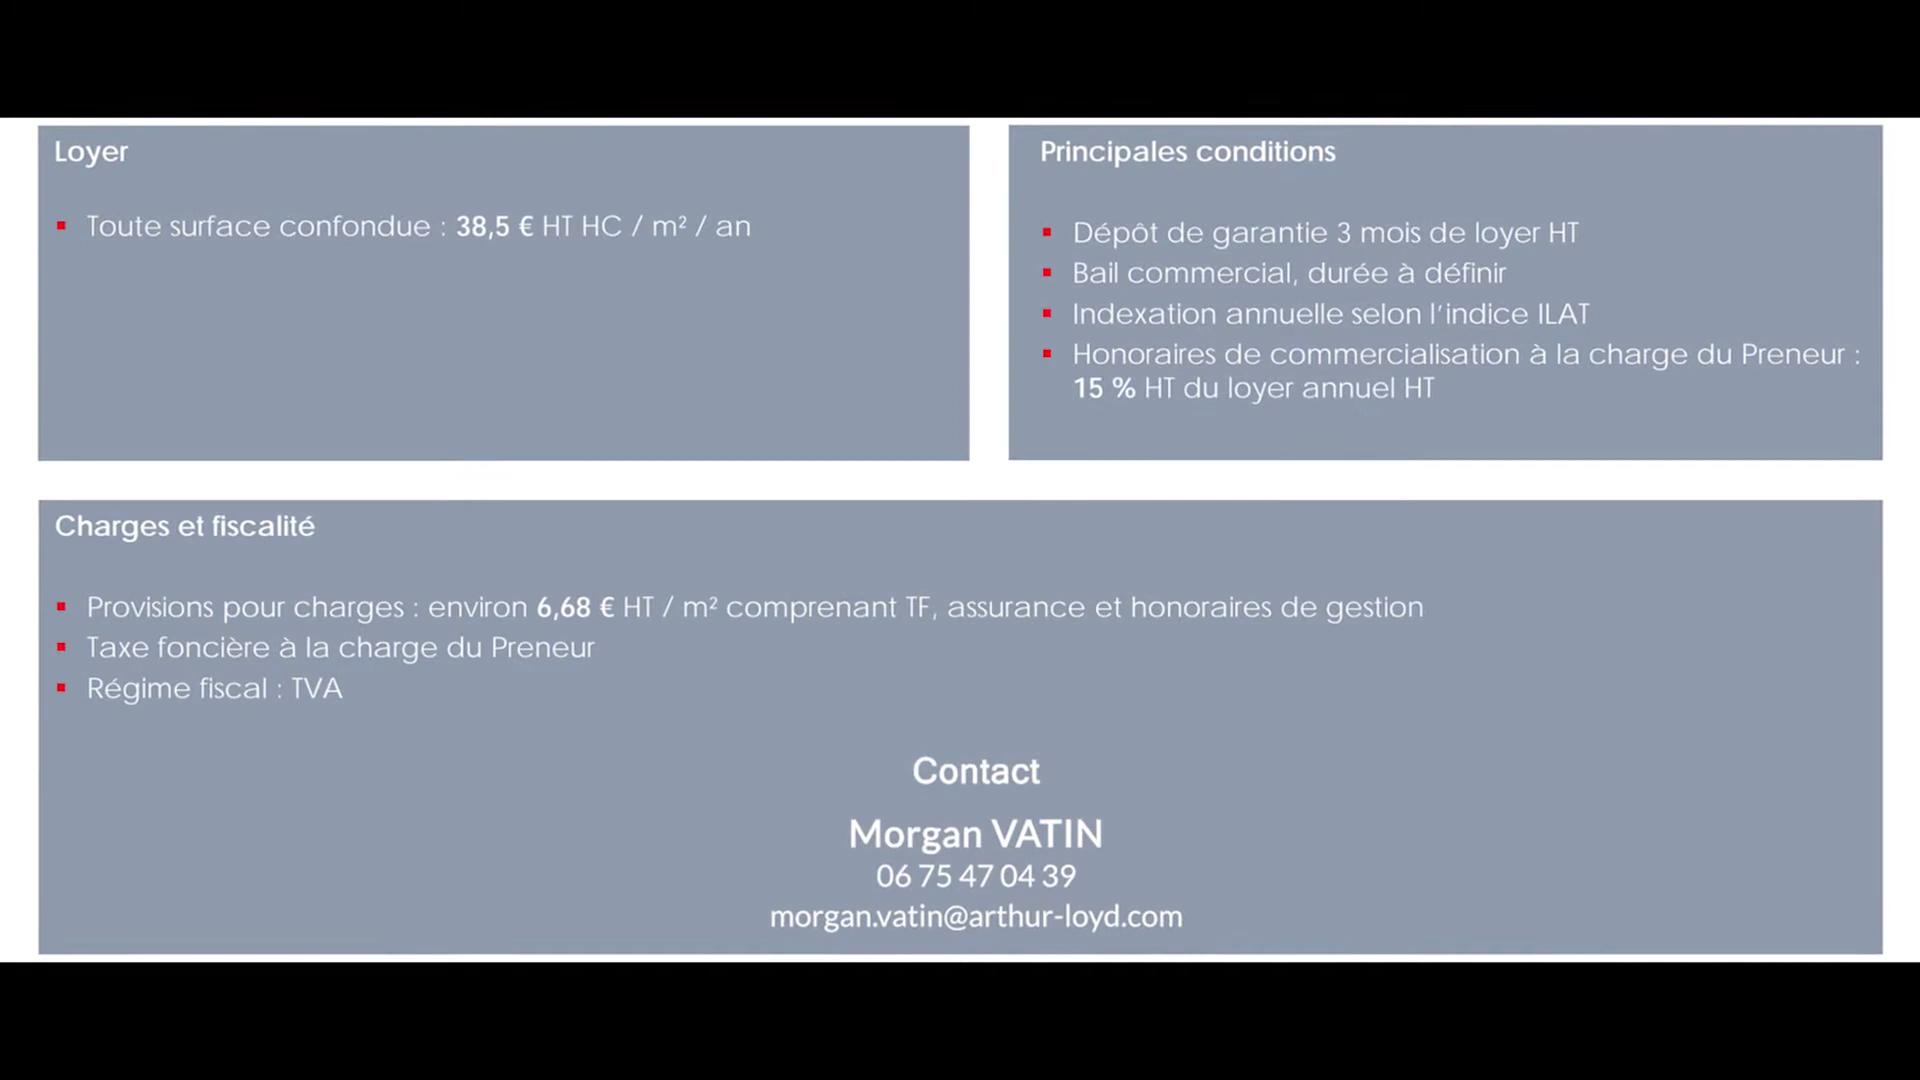 Loyer
Toute surface confondue : 38,5 € HT HC / m² / an
Principales conditions
Dépôt de garantie 3 mois de loyer HT
Bail commercial, durée à définir
Indexation annuelle selon l'indice ILAT
Honoraires de commercialisation à la charge du Preneur :
15 % HT du loyer annuel HT
Charges et fiscalité
Provisions pour charges : environ 6,68 € HT / m² comprenant TF, assurance et honoraires de gestion
Taxe foncière à la charge du Preneur
Régime fiscal : TVA
Contact
Morgan VATIN
06 75 47 04 39
morgan.vatin@arthur-loyd.com